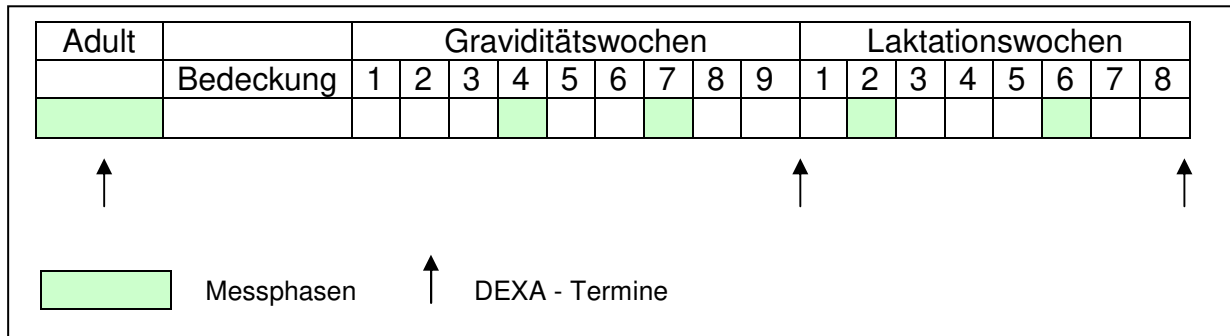 Adult Graviditätswochen Laktationswochen
Bedeckung 1 2 3 4 5 6 7 8 9 1 2 3 4 5 6 7 8
Messphasen DEXA - Termine